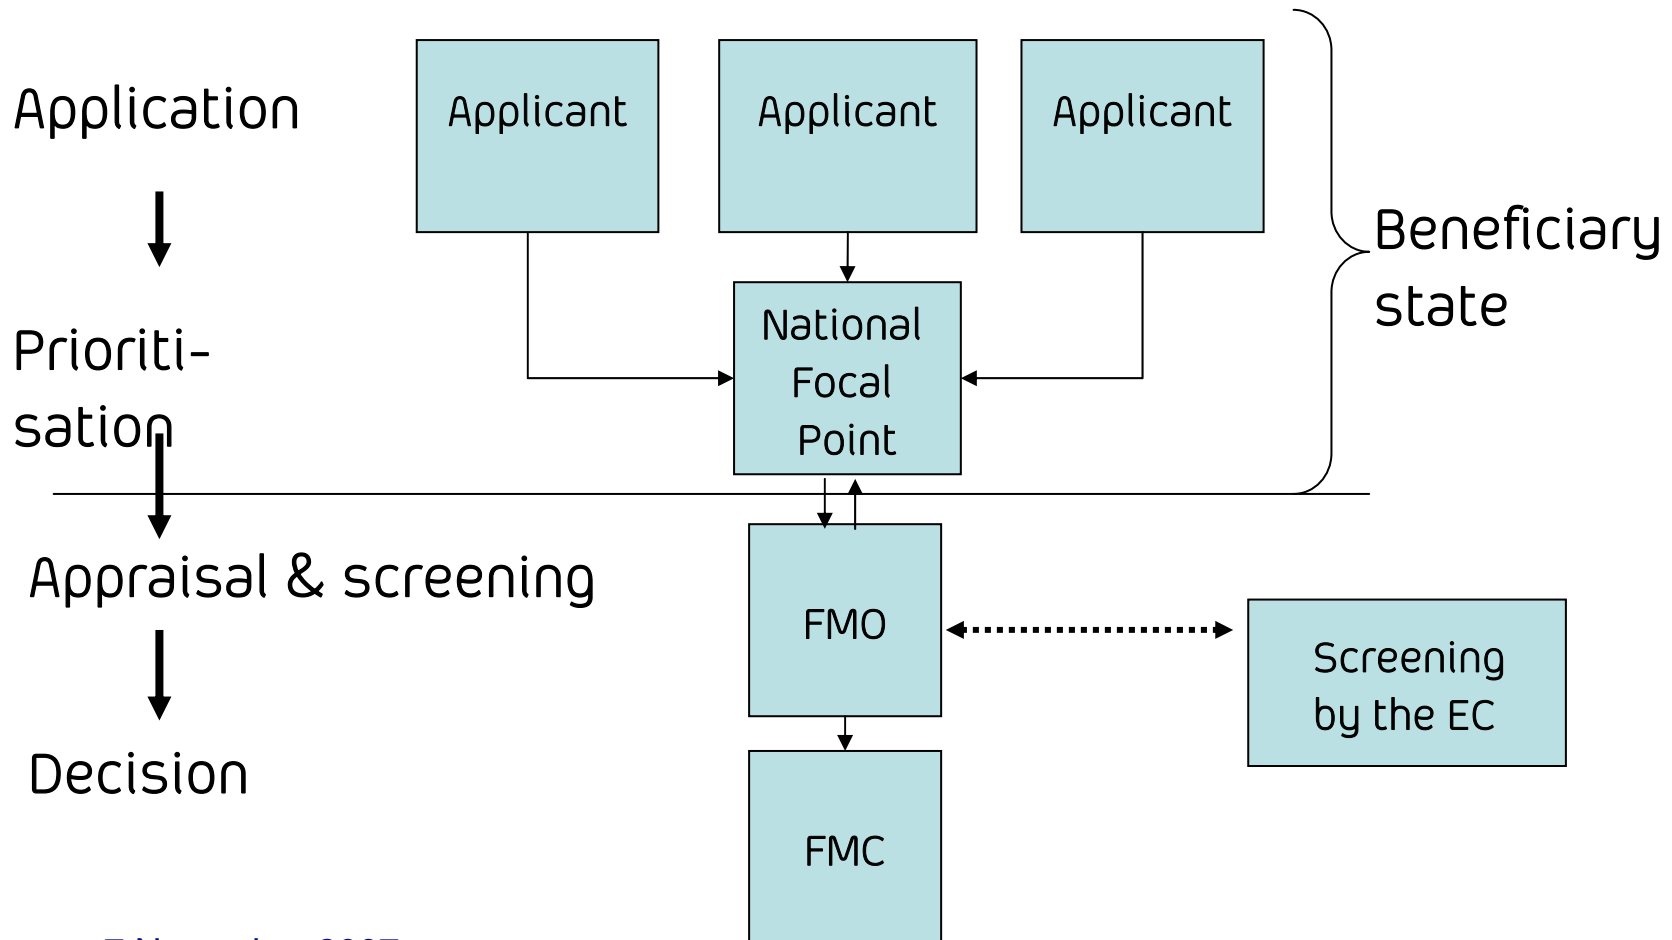 Application
Applicant
Applicant
Applicant
Beneficiary
state
Prioriti-
sation
National
Focal
Point
Appraisal & screening
FMO
Screening
by the EC
Decision
FMC